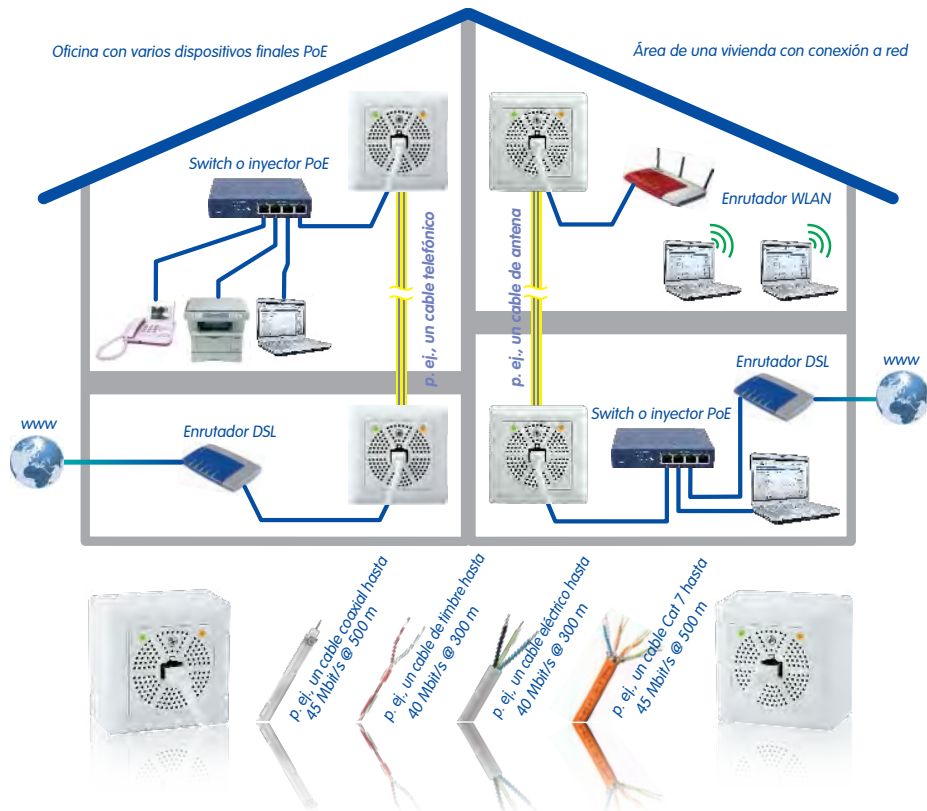 Oficina con varios dispositivos finales PoE
Área de una vivienda con conexión a red
Switch o inyector PoE
Enrutador WLAN
p. ej., un cable telefónico
p. ej., un cable de antena
Enrutador DSL
www
www
Enrutador DSL
Switch o inyector PoE
p. ej., un cable coaxial hasta
45 Mbit/s @ 500 m
p. ej., un cable de timbre hasta
40 Mbit/s @ 300 m
p. ej., un cable eléctrico hasta
40 Mbit/s @ 300 m
p. ej., un cable Cat 7 hasta
45 Mbit/s @ 500 m